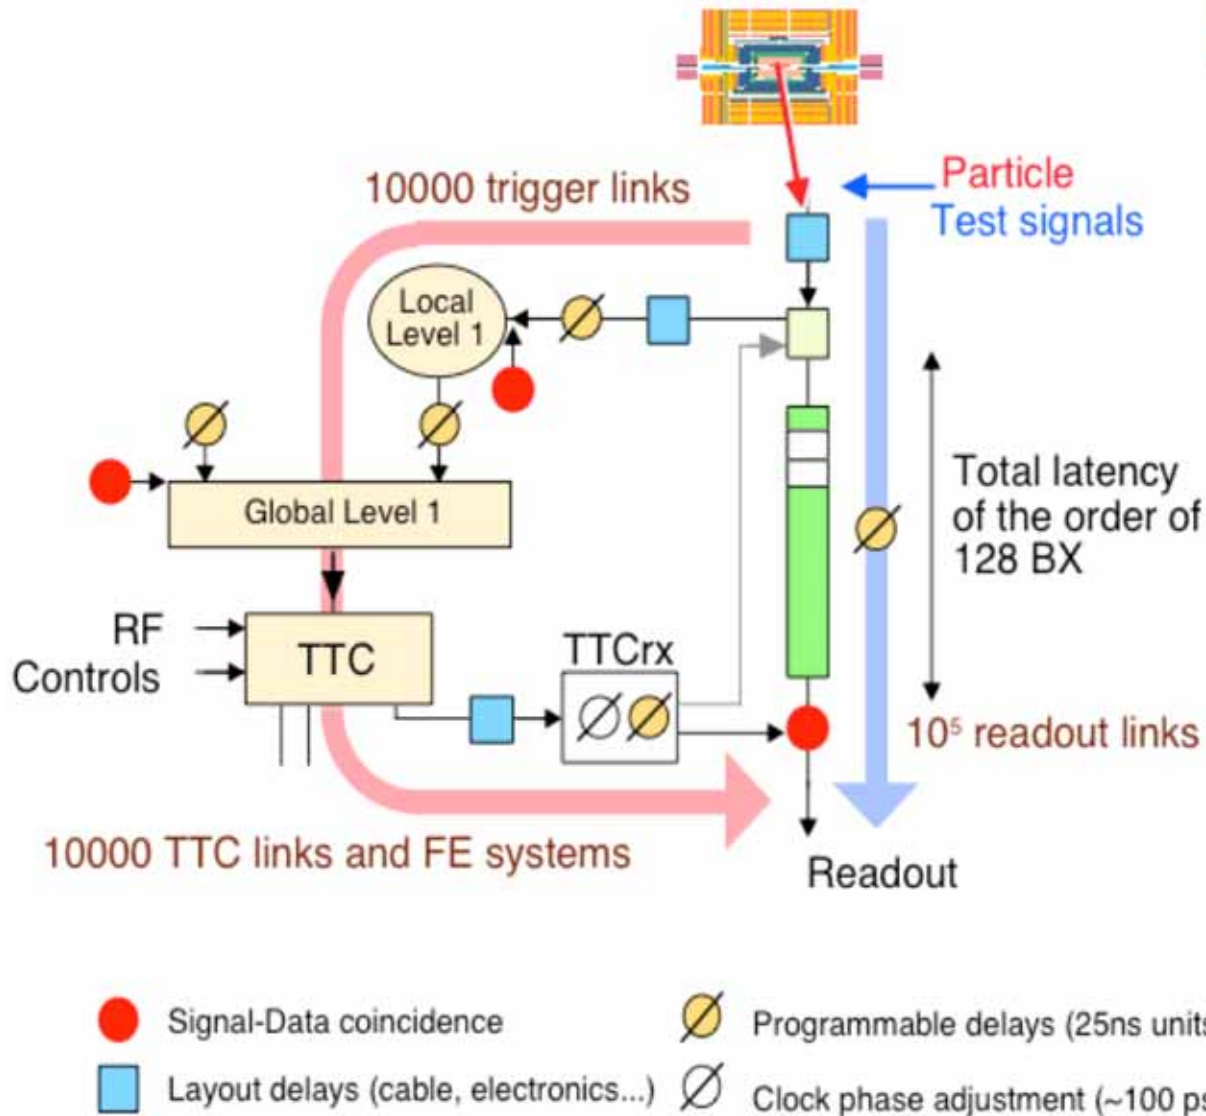 Particle
Test signals
10000 trigger links
Local
Level 1
Global Level 1
Total latency
of the order of
128 BX
RF
Controls
TTC
TTCrx
10⁵ readout links
10000 TTC links and FE systems
Readout
Signal-Data coincidence
Programmable delays (25ns units
Layout delays (cable, electronics...)
Clock phase adjustment (~100 ps